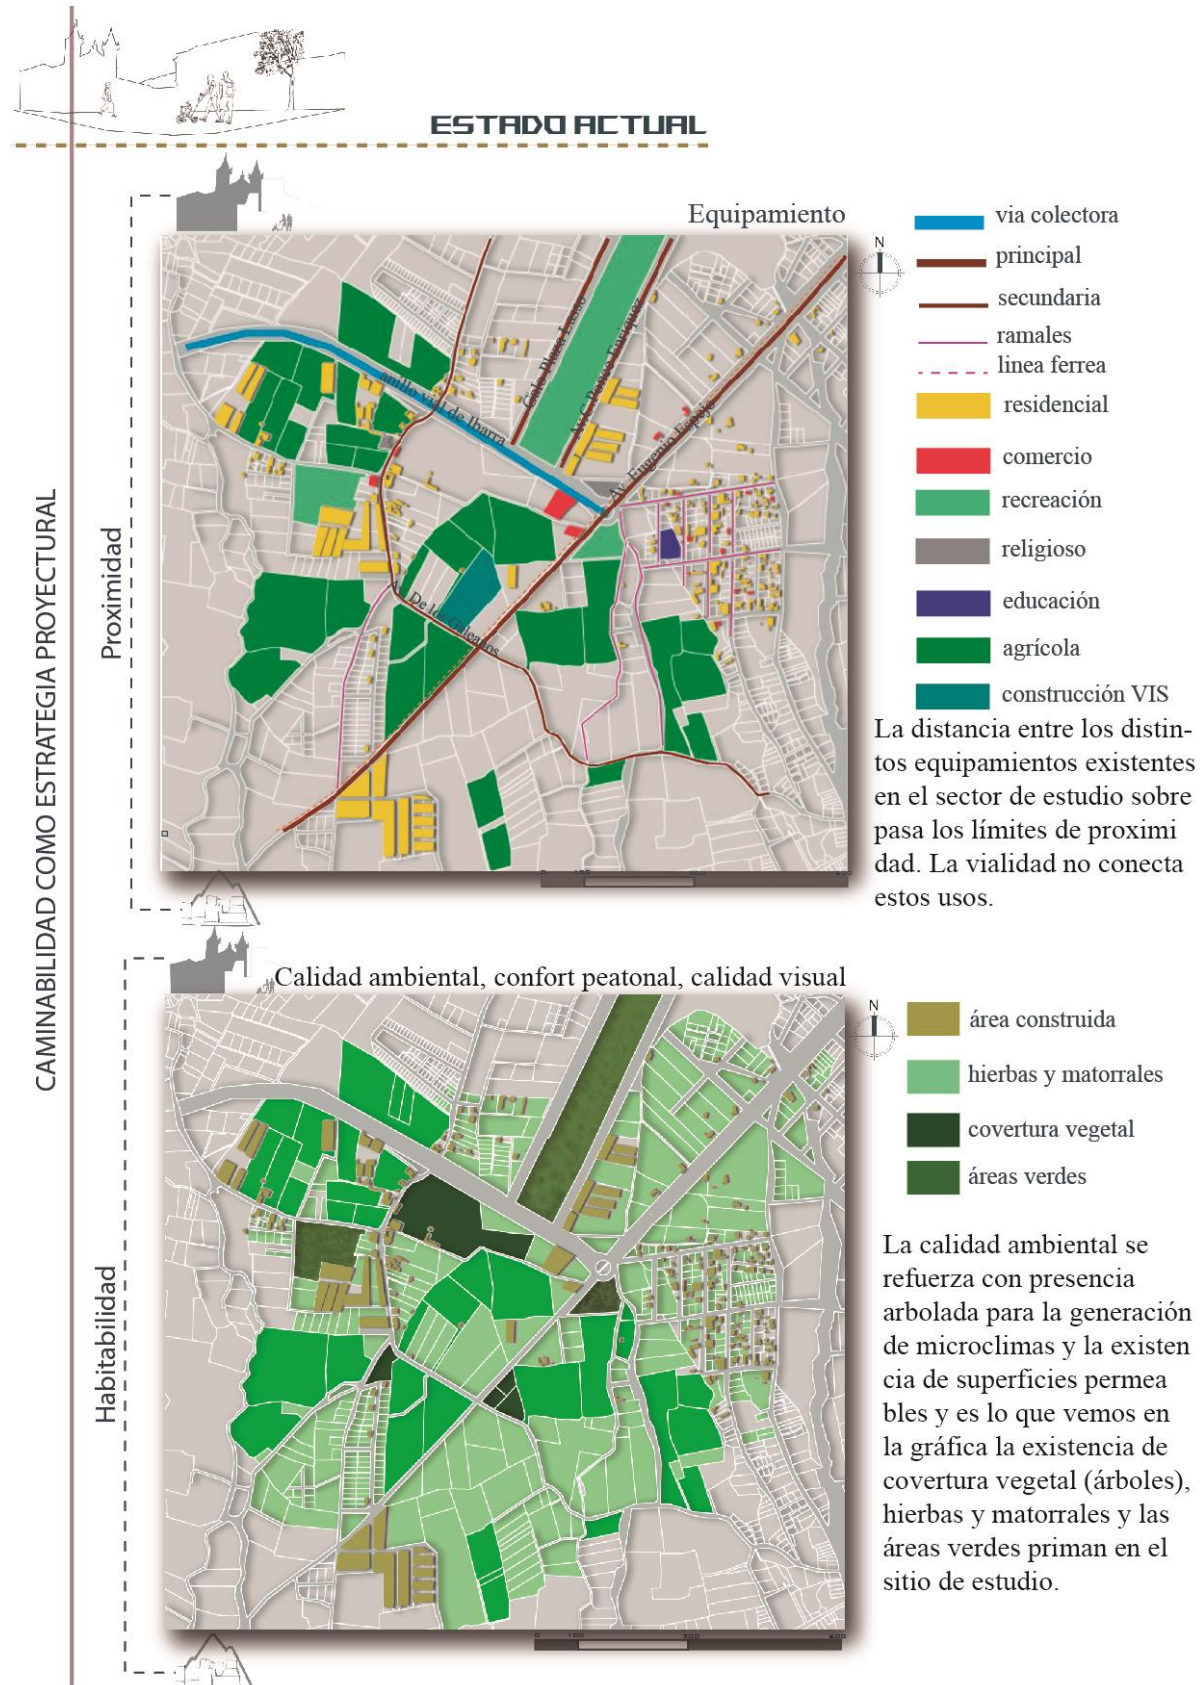 ESTADO ACTUAL
CAMINABILIDAD COMO ESTRATEGIA PROYECTURAL
Proximidad
Equipamiento
N
anillo vial de Ibarra
Galo Plaza Lasso
Av. Eugenio Espejo
via colectora
principal
secundaria
ramales
linea ferrea
residencial
comercio
recreación
religioso
educación
agrícola
construcción VIS
La distancia entre los distin-
tos equipamientos existentes
en el sector de estudio sobre
pasa los límites de proximi
dad. La vialidad no conecta
estos usos.
Habitabilidad
Calidad ambiental, confort peatonal, calidad visual
N
área construida
hierbas y matorrales
covertura vegetal
áreas verdes
La calidad ambiental se
refuerza con presencia
arbolada para la generación
de microclimas y la existen
cia de superficies permea
bles y es lo que vemos en
la gráfica la existencia de
covertura vegetal (árboles),
hierbas y matorrales y las
áreas verdes priman en el
sitio de estudio.